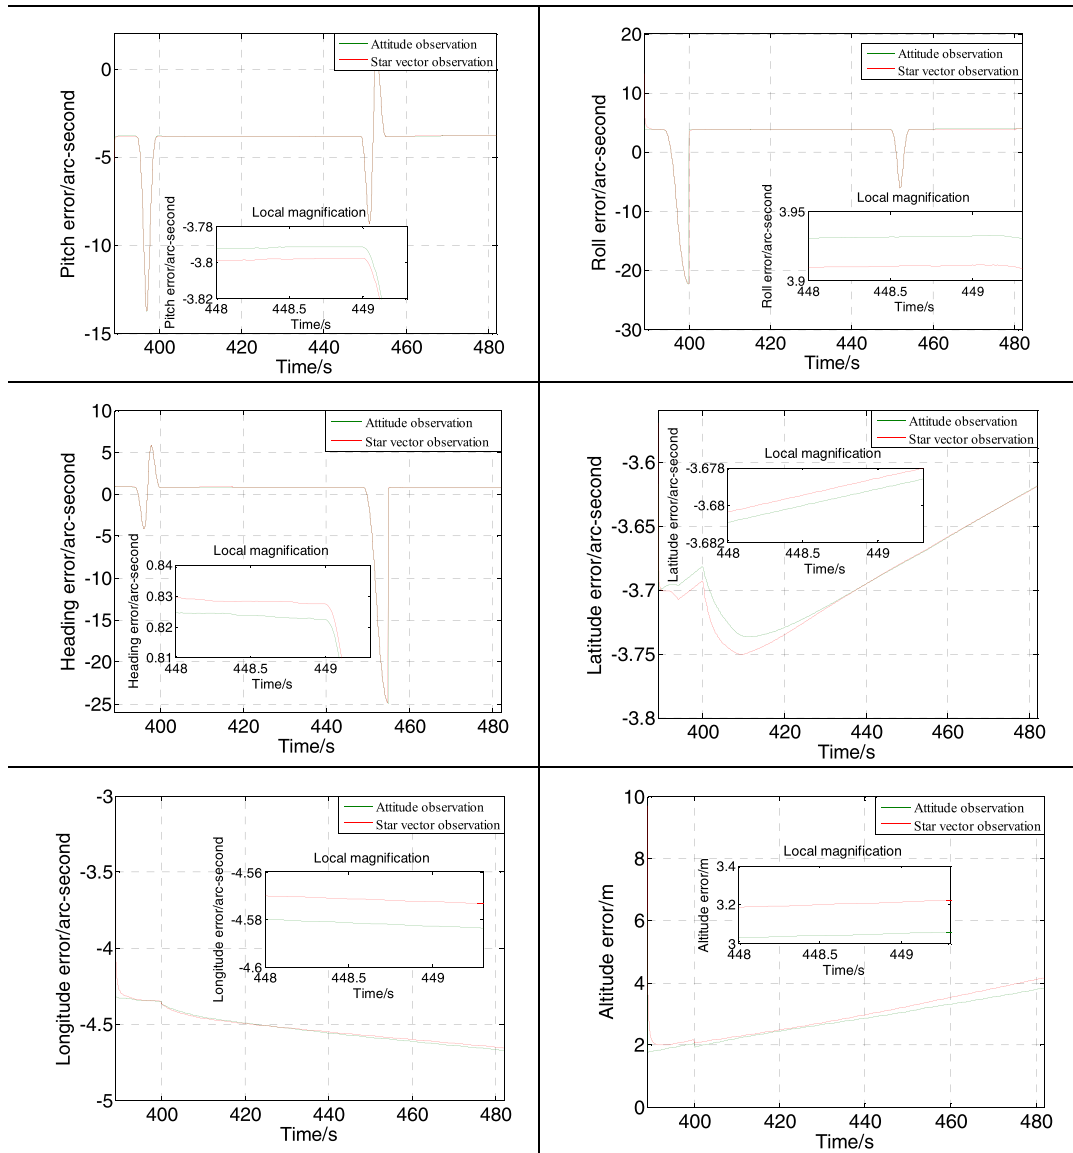 Attitude observation
Star vector observation
0
-5
-10
-15
Pitch error/arc-second
Local magnification
-3.78
-3.8
-3.82
Pitch error/arc-second
448 448.5 449
Time/s
400 420 440 460 480
Time/s
Attitude observation
Star vector observation
20
10
0
-10
-20
-30
Roll error/arc-second
Local magnification
3.95
3.9
Roll error/arc-second
448 448.5 449
Time/s
400 420 440 460 480
Time/s
Attitude observation
Star vector observation
10
5
0
-5
-10
-15
-20
-25
Heading error/arc-second
Local magnification
0.84
0.83
0.82
0.81
Heading error/arc-second
448 448.5 449
Time/s
400 420 440 460 480
Time/s
Attitude observation
Star vector observation
-3.6
-3.65
-3.7
-3.75
-3.8
Latitude error/arc-second
Local magnification
-3.678
-3.68
-3.682
Latitude error/arc-second
448 448.5 449
Time/s
400 420 440 460 480
Time/s
Attitude observation
Star vector observation
-3
-3.5
-4
-4.5
-5
Longitude error/arc-second
Local magnification
-4.56
-4.58
-4.6
Longitude error/arc-second
448 448.5 449
Time/s
400 420 440 460 480
Time/s
Attitude observation
Star vector observation
10
8
6
4
2
0
Altitude error/m
Local magnification
3.4
3.2
3
Altitude error/m
448 448.5 449
Time/s
400 420 440 460 480
Time/s